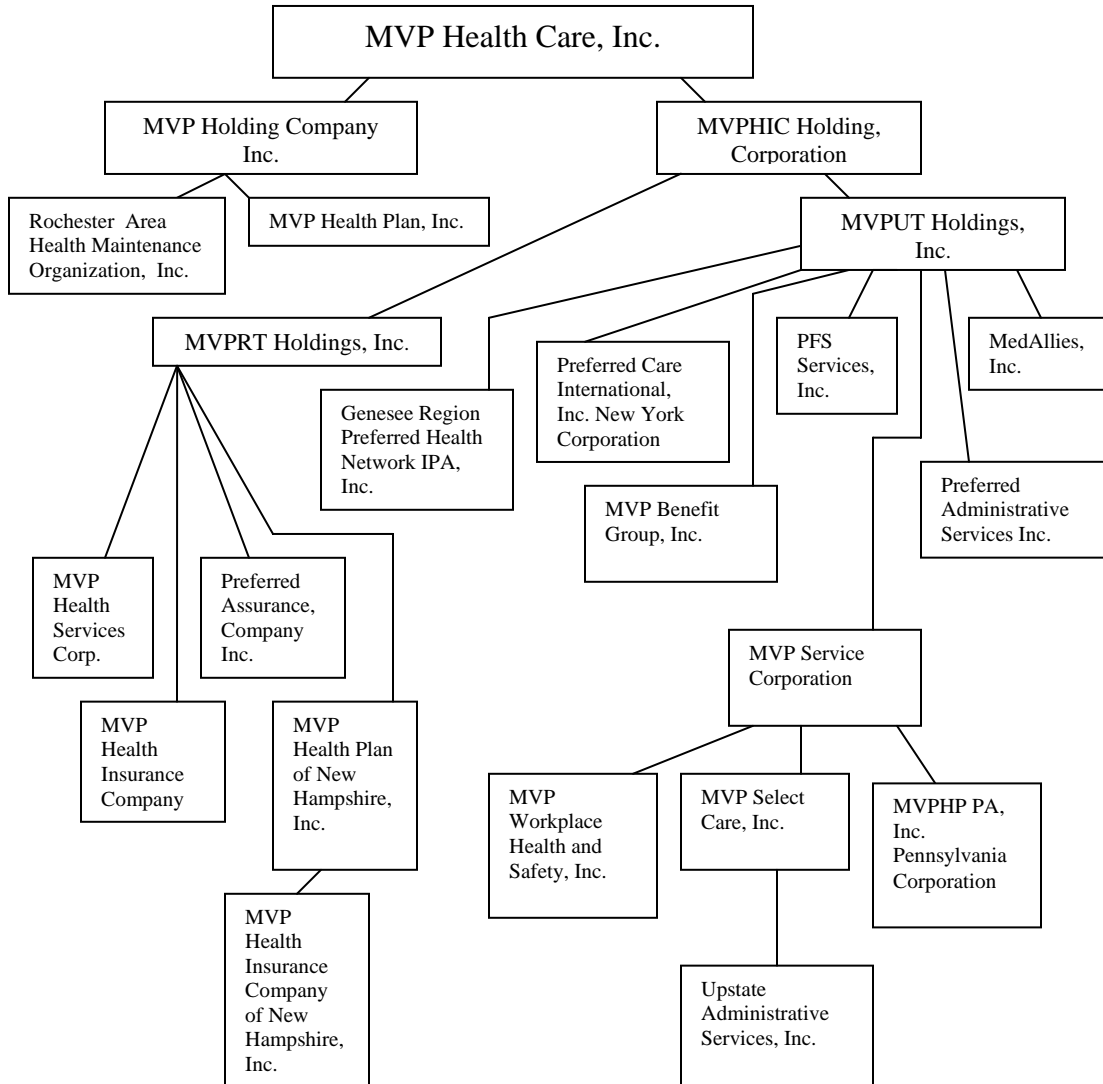 MVP Health Care, Inc.
MVP Holding Company
Inc.
MVPHIC Holding,
Corporation
Rochester Area
Health Maintenance
Organization, Inc.
MVP Health Plan, Inc.
MVPUT Holdings,
Inc.
MVPRT Holdings, Inc.
Genesee Region
Preferred Health
Network IPA,
Inc.
Preferred Care
International,
Inc. New York
Corporation
PFS
Services,
Inc.
MedAllies,
Inc.
MVP Benefit
Group, Inc.
Preferred
Administrative
Services Inc.
MVP
Health
Services
Corp.
Preferred
Assurance,
Company
Inc.
MVP Service
Corporation
MVP
Health
Insurance
Company
MVP
Health Plan
of New
Hampshire,
Inc.
MVP
Workplace
Health and
Safety, Inc.
MVP Select
Care, Inc.
MVPHP PA,
Inc.
Pennsylvania
Corporation
MVP
Health
Insurance
Company
of New
Hampshire,
Inc.
Upstate
Administrative
Services, Inc.